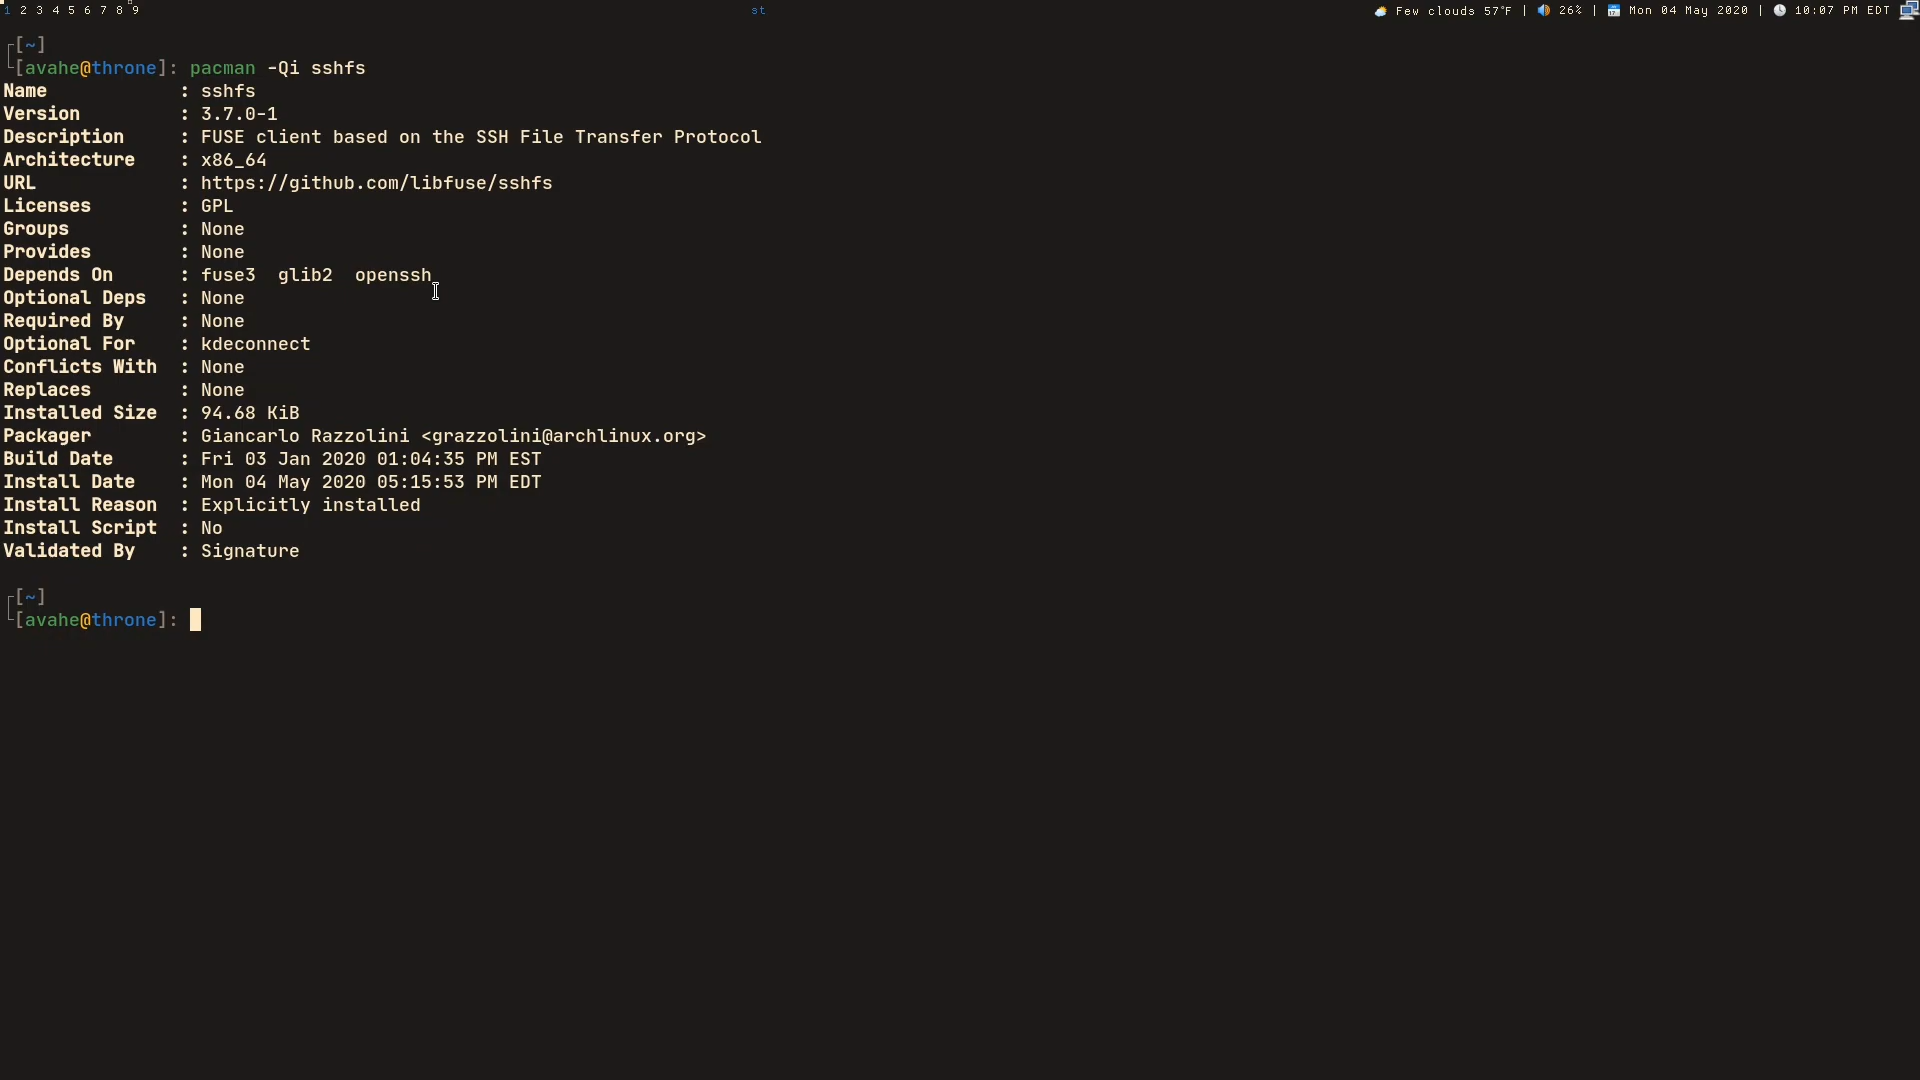 1 2 3 4 5 6 7 8 9 st Few clouds 57°F | 26% | Mon 04 May 2020 | 10:07 PM EDT
┌[~]
└[avahe@throne]: pacman -Qi sshfs
Name : sshfs
Version : 3.7.0-1
Description : FUSE client based on the SSH File Transfer Protocol
Architecture : x86_64
URL : https://github.com/libfuse/sshfs
Licenses : GPL
Groups : None
Provides : None
Depends On : fuse3 glib2 openssh
Optional Deps : None
Required By : None
Optional For : kdeconnect
Conflicts With : None
Replaces : None
Installed Size : 94.68 KiB
Packager : Giancarlo Razzolini <grazzolini@archlinux.org>
Build Date : Fri 03 Jan 2020 01:04:35 PM EST
Install Date : Mon 04 May 2020 05:15:53 PM EDT
Install Reason : Explicitly installed
Install Script : No
Validated By : Signature
┌[~]
└[avahe@throne]: